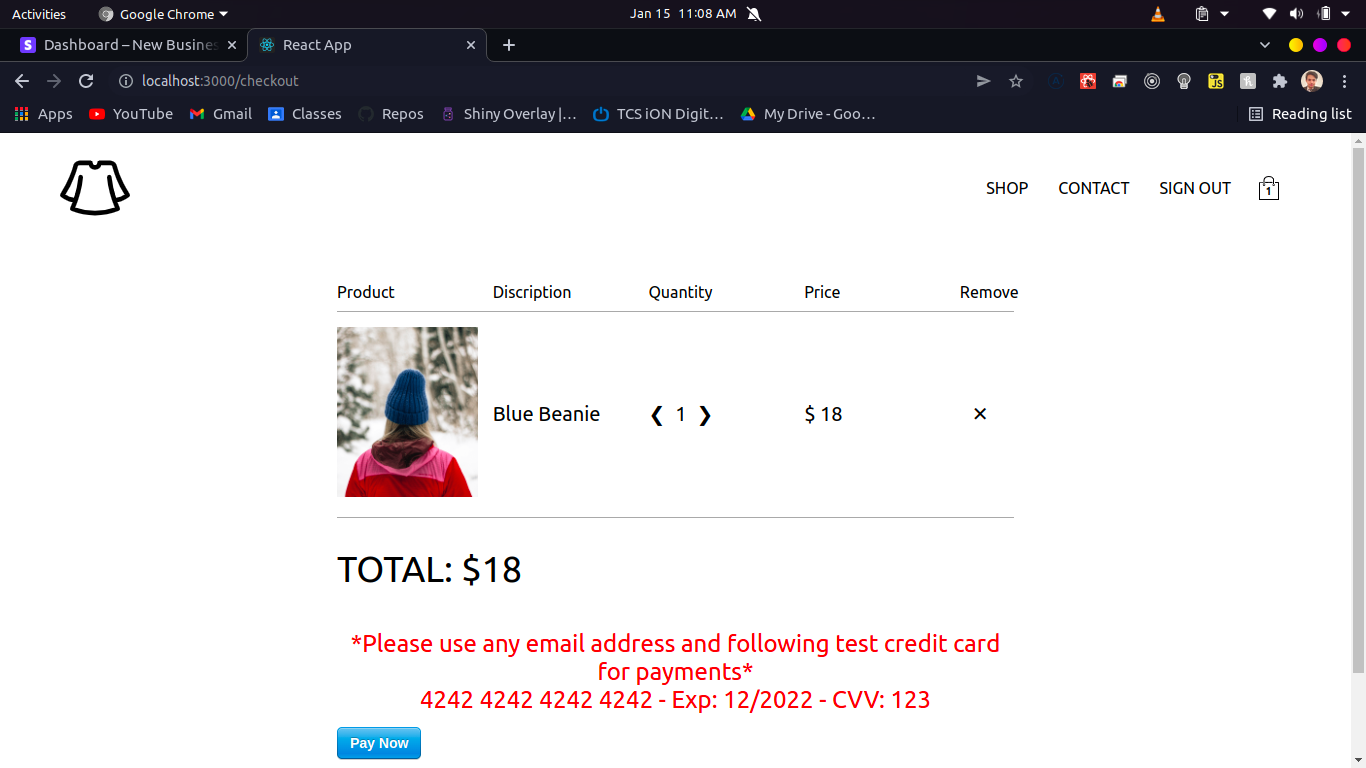 Activities
Google Chrome
Jan 15 11:08 AM
Dashboard – New Busines
React App
localhost:3000/checkout
Apps
YouTube
Gmail
Classes
Repos
Shiny Overlay |…
TCS iON Digit…
My Drive - Goo…
Reading list
SHOP
CONTACT
SIGN OUT
1
Product
Discription
Quantity
Price
Remove
Blue Beanie
❮ 1 ❯
$ 18
✕
TOTAL: $18
*Please use any email address and following test credit card
for payments*
4242 4242 4242 4242 - Exp: 12/2022 - CVV: 123
Pay Now